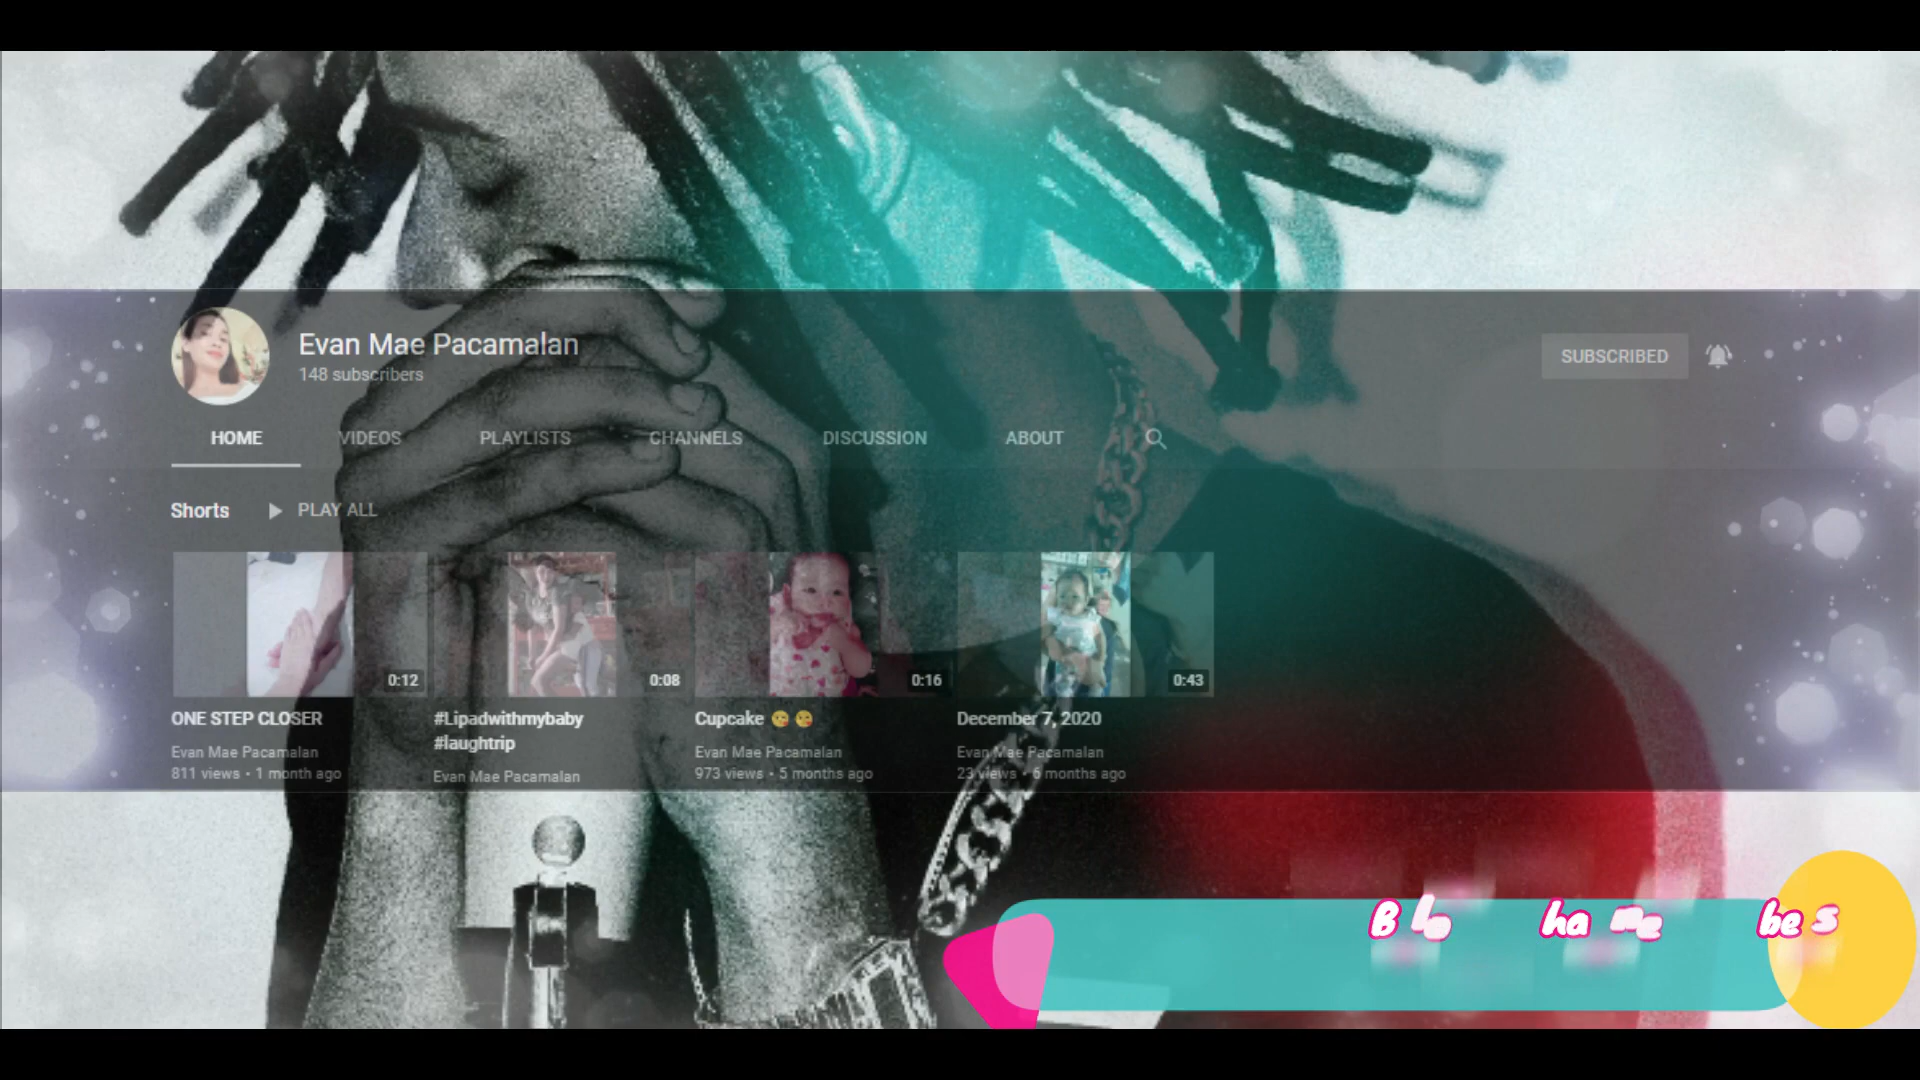 Evan Mae Pacamalan
148 subscribers
SUBSCRIBED
HOME VIDEOS PLAYLISTS CHANNELS DISCUSSION ABOUT
Shorts PLAY ALL
0:12 0:08 0:16 0:43
ONE STEP CLOSER
Evan Mae Pacamalan
811 views • 1 month ago
#Lipadwithmybaby
#laughtrip
Evan Mae Pacamalan
Cupcake 😘 😘
Evan Mae Pacamalan
973 views • 5 months ago
December 7, 2020
Evan Mae Pacamalan
23 views • 6 months ago